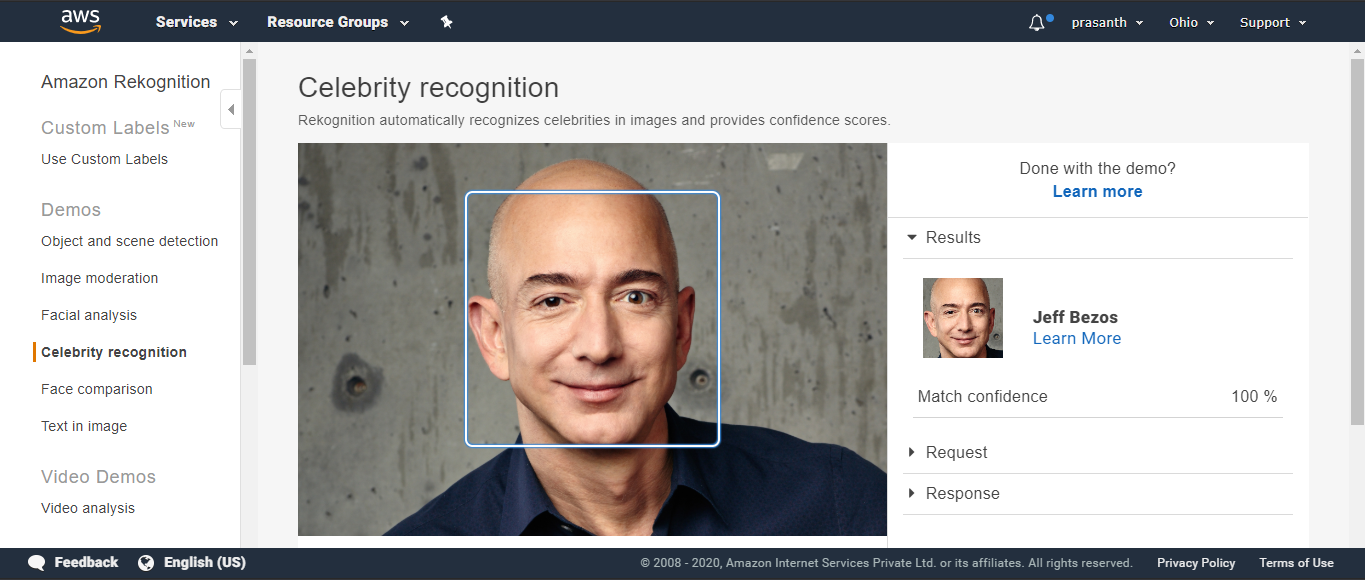 aws
Services
Resource Groups
prasanth
Ohio
Support
Amazon Rekognition
Custom Labels New
Use Custom Labels
Demos
Object and scene detection
Image moderation
Facial analysis
Celebrity recognition
Face comparison
Text in image
Video Demos
Video analysis
Celebrity recognition
Rekognition automatically recognizes celebrities in images and provides confidence scores.
Done with the demo?
Learn more
Results
Jeff Bezos
Learn More
Match confidence 100 %
Request
Response
Feedback
English (US)
© 2008 - 2020, Amazon Internet Services Private Ltd. or its affiliates. All rights reserved.
Privacy Policy
Terms of Use